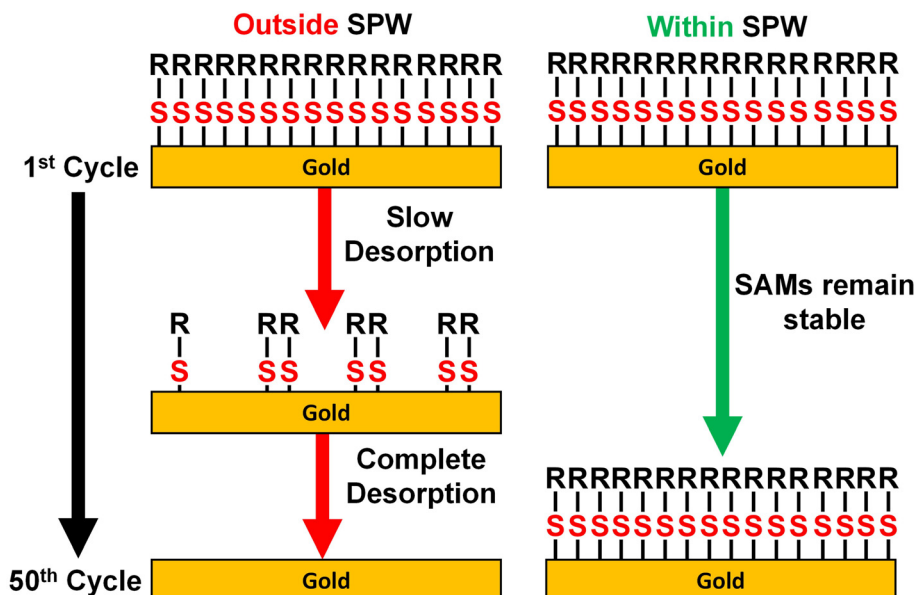 Outside SPW
RRRRRRRRRRRRRRRR
SSSSSSSSSSSSSSSS
Gold
1st Cycle
Slow
Desorption
R RR RR RR
S SS SS SS
Gold
Complete
Desorption
50th Cycle
Gold
Within SPW
RRRRRRRRRRRRRRRR
SSSSSSSSSSSSSSSS
Gold
SAMs remain
stable
RRRRRRRRRRRRRRRR
SSSSSSSSSSSSSSSS
Gold